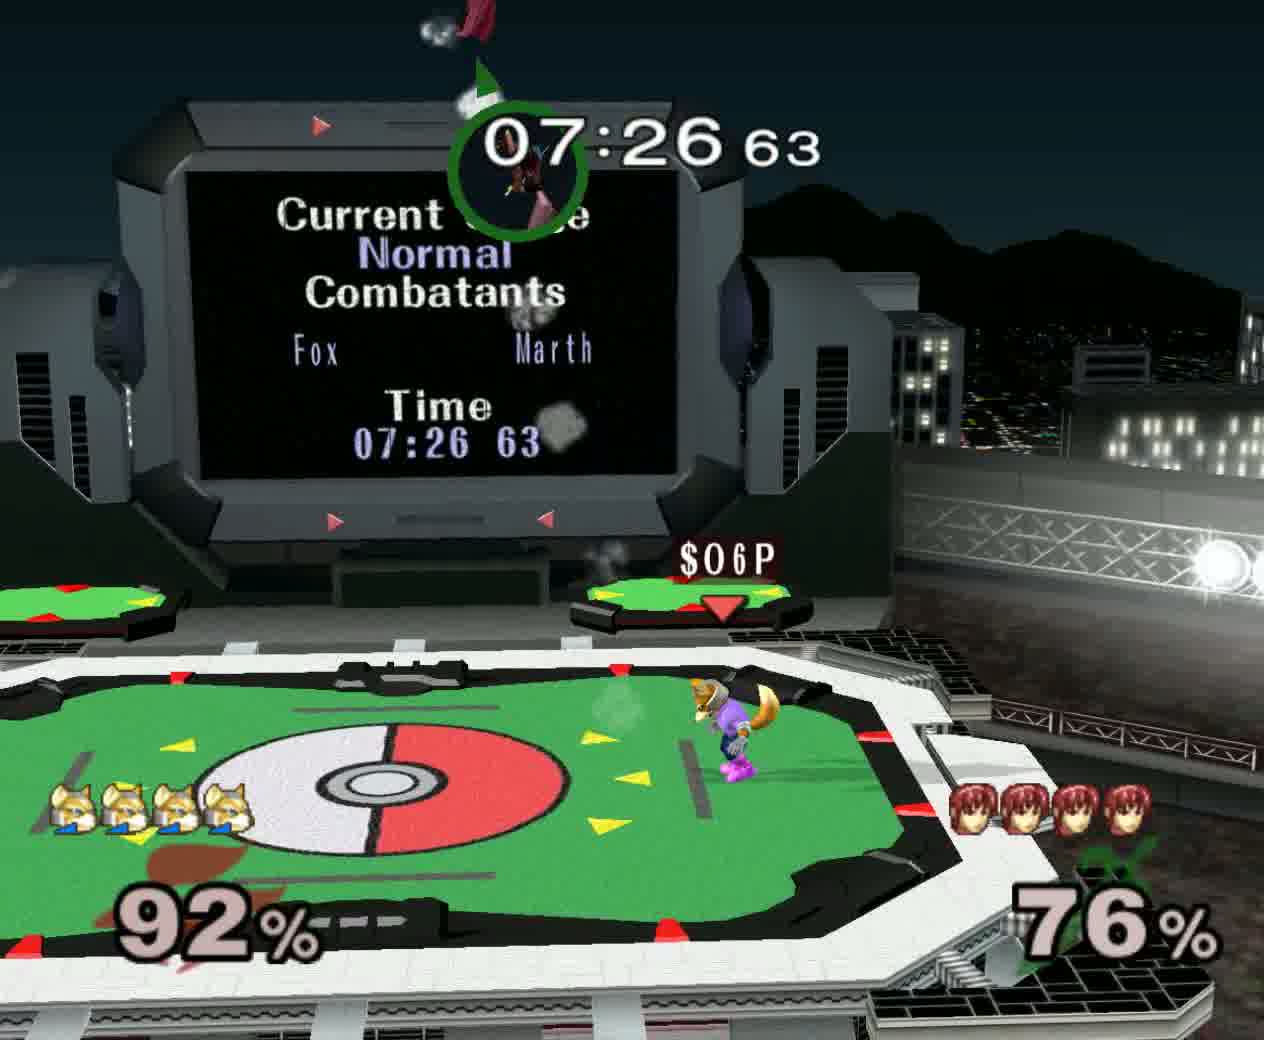 07:26 63
Current e
Normal
Combatants
Fox Marth
Time
07:26 63
$06P
92% 76%